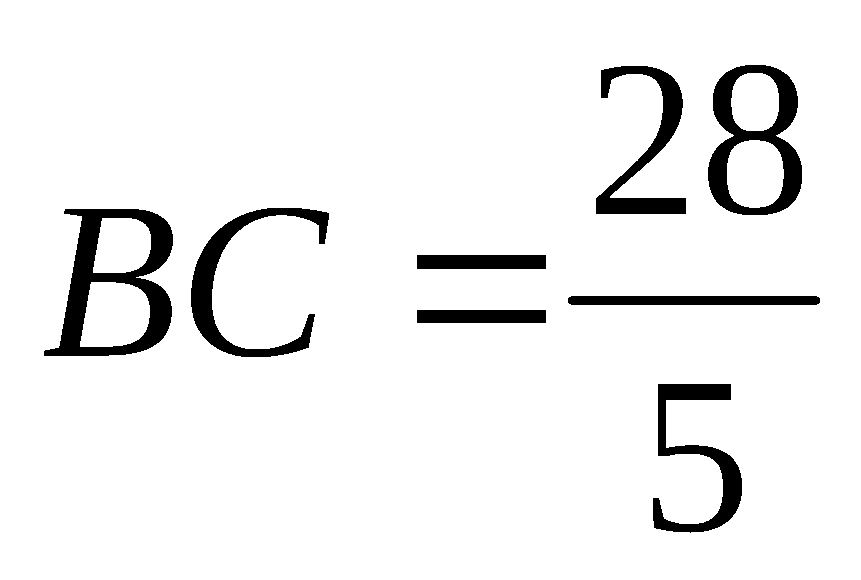 BC = 28/5